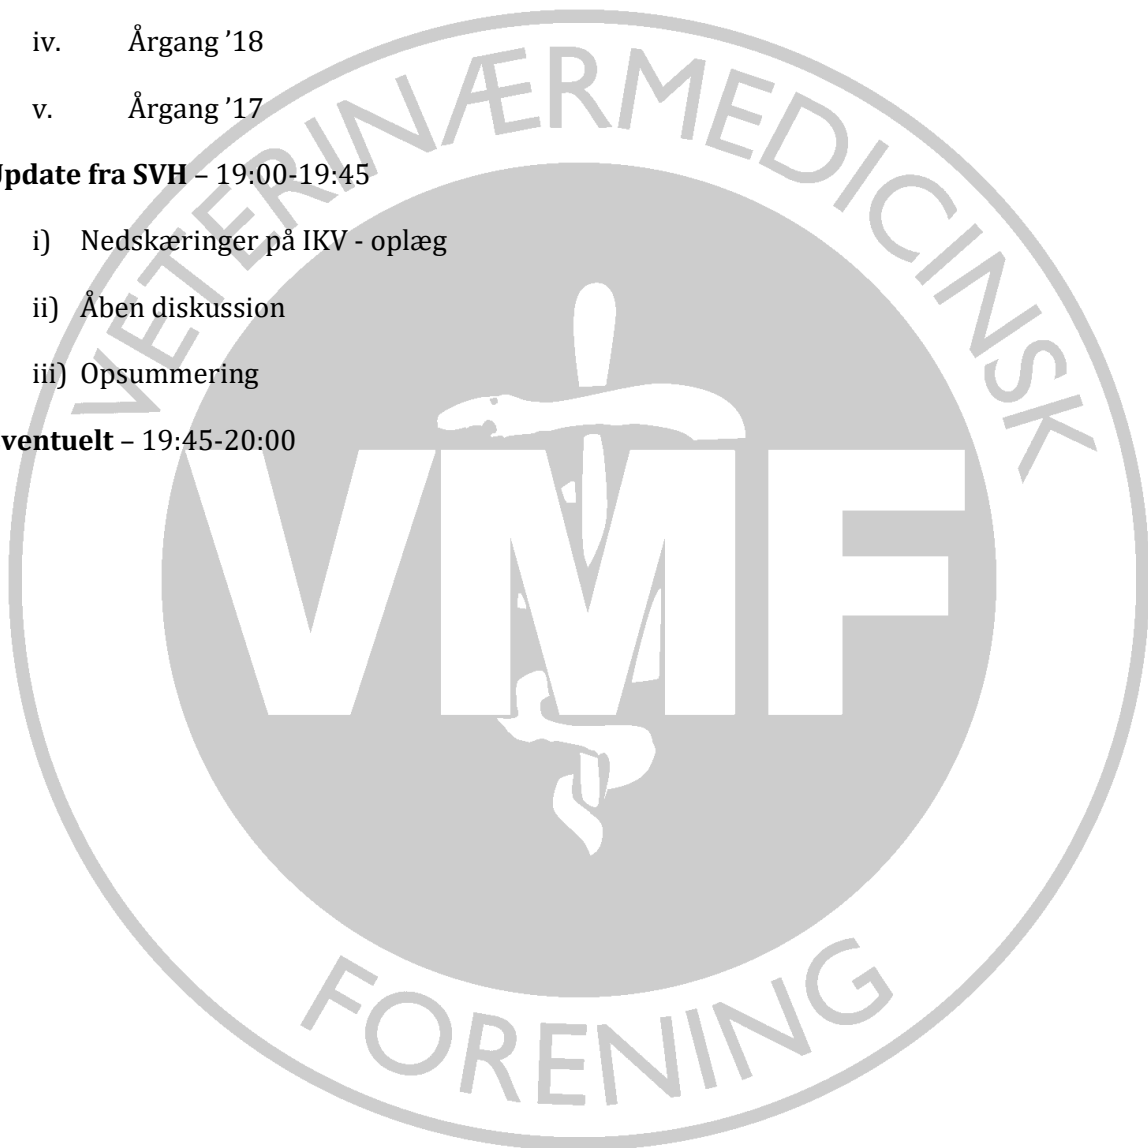 iv. Årgang ’18
v. Årgang ’17
Update fra SVH – 19:00-19:45
i) Nedskæringer på IKV - oplæg
ii) Åben diskussion
iii) Opsummering
ventuelt – 19:45-20:00
VETERINÆRMEDICINSK
VMF
FORENING